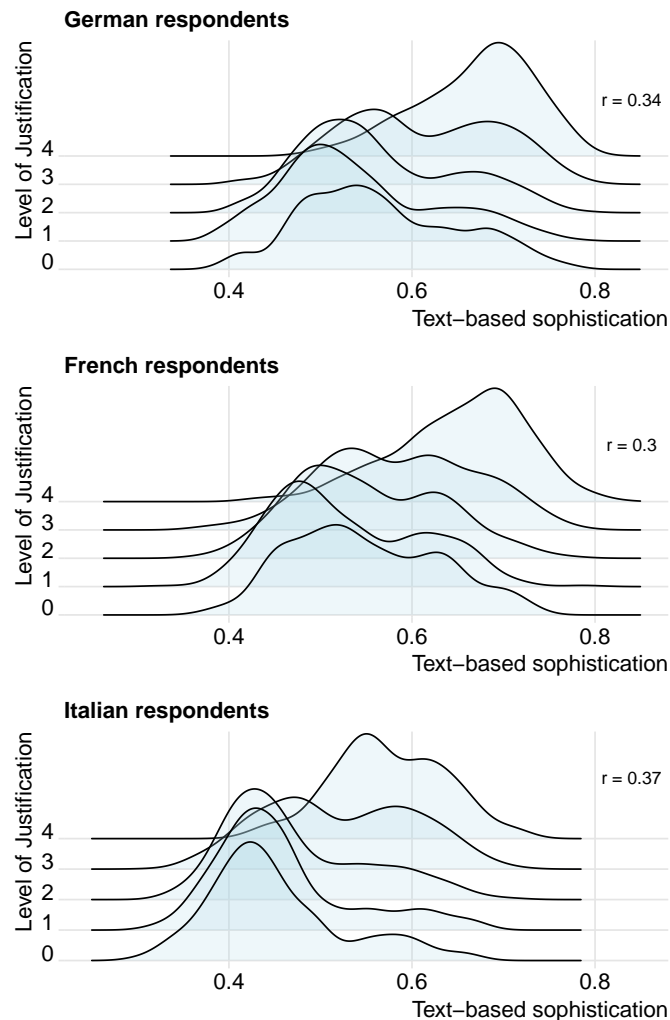 German respondents
Level of Justification
r = 0.34
4
3
2
1
0
0.4 0.6 0.8
Text−based sophistication
French respondents
Level of Justification
r = 0.3
4
3
2
1
0
0.4 0.6 0.8
Text−based sophistication
Italian respondents
Level of Justification
r = 0.37
4
3
2
1
0
0.4 0.6 0.8
Text−based sophistication